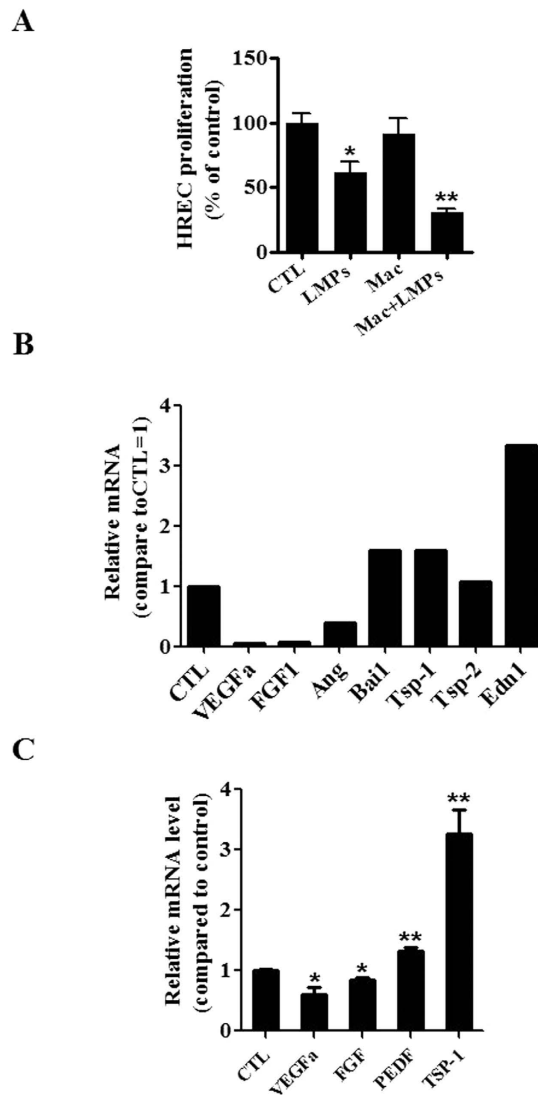 A
HREC proliferation
(% of control)
150
100
50
0
*
**
CTL
LMPs
Mac
Mac+LMPs
B
Relative mRNA
(compare toCTL=1)
4
3
2
1
0
CTL
VEGFa
FGF1
Ang
Bai1
Tsp-1
Tsp-2
Edn1
C
Relative mRNA level
(compared to control)
4
3
2
1
0
*
*
**
**
CTL
VEGFa
FGF
PEDF
TSP-1